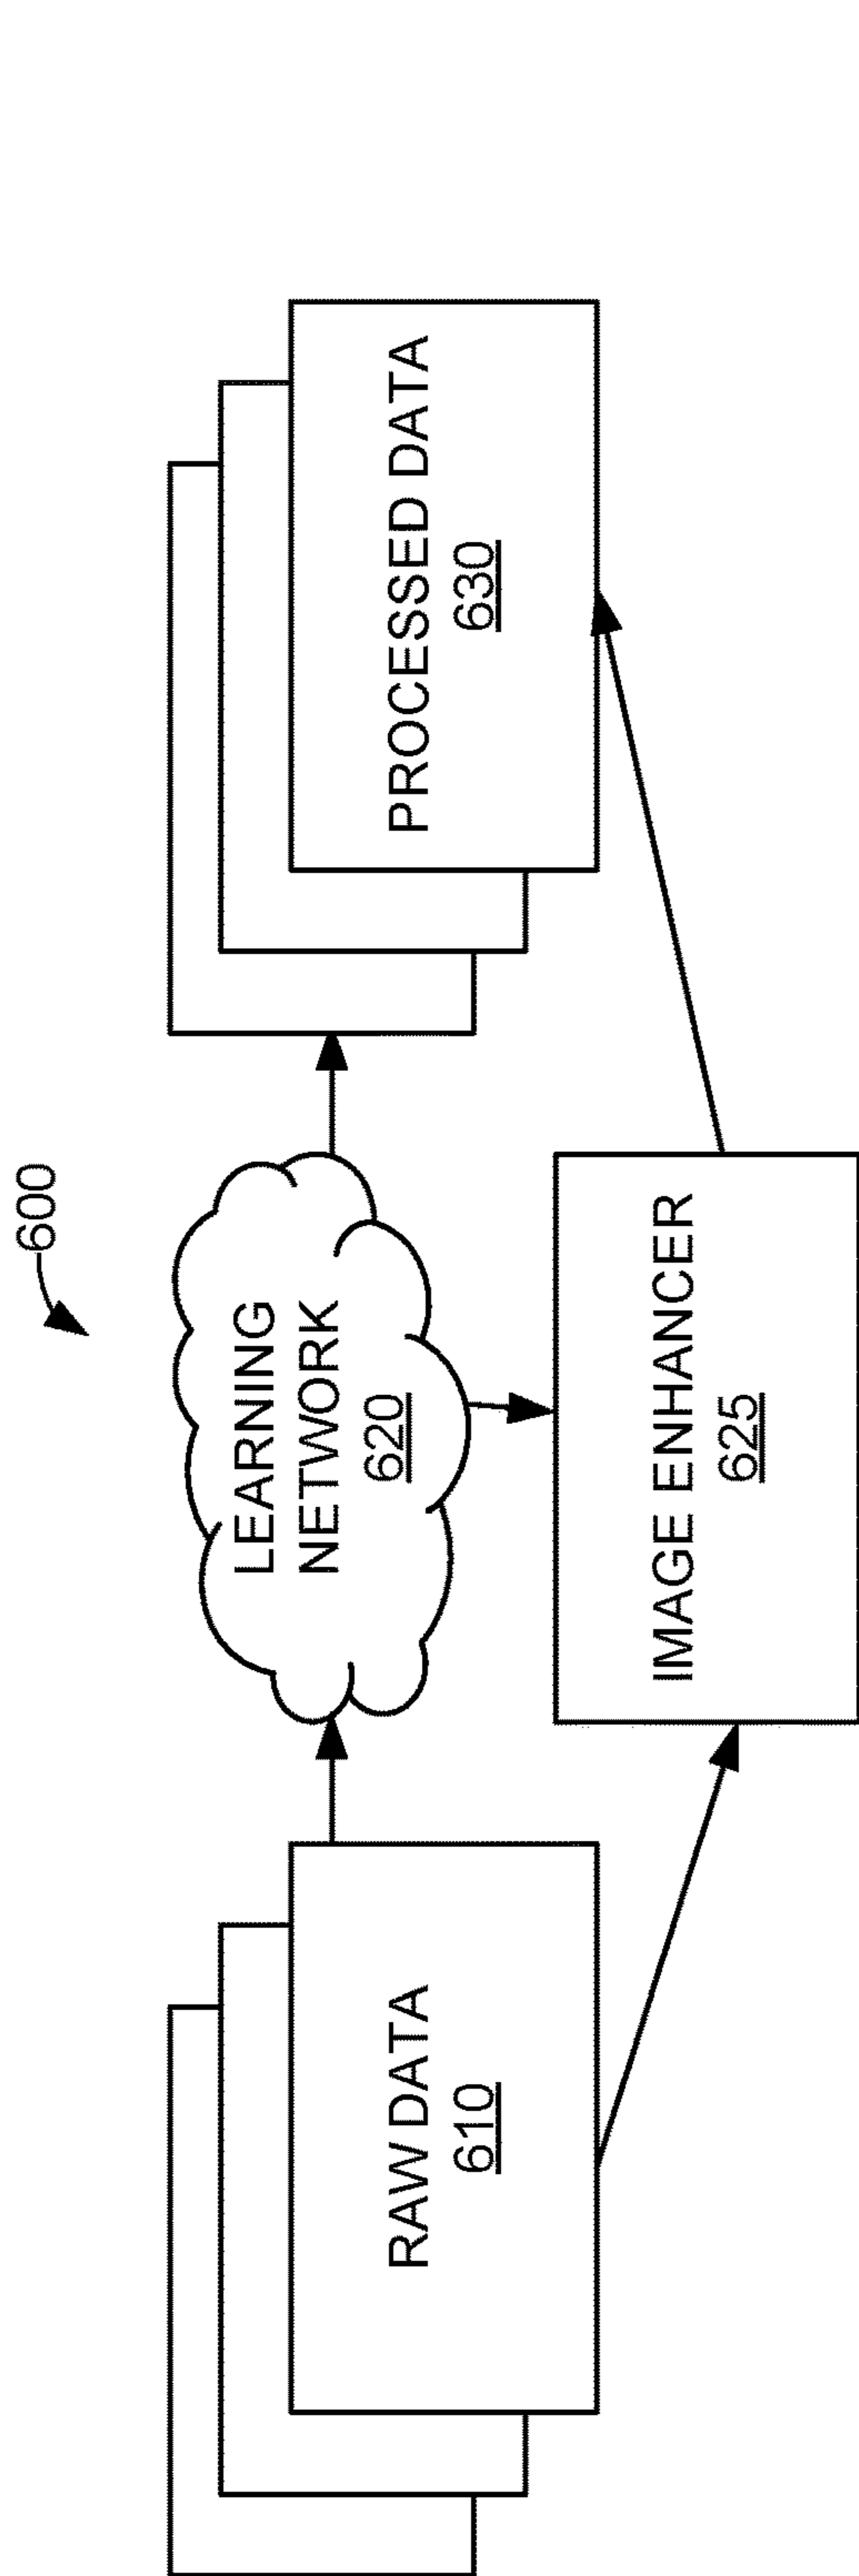 600
RAW DATA
610
LEARNING
NETWORK
620
IMAGE ENHANCER
625
PROCESSED DATA
630